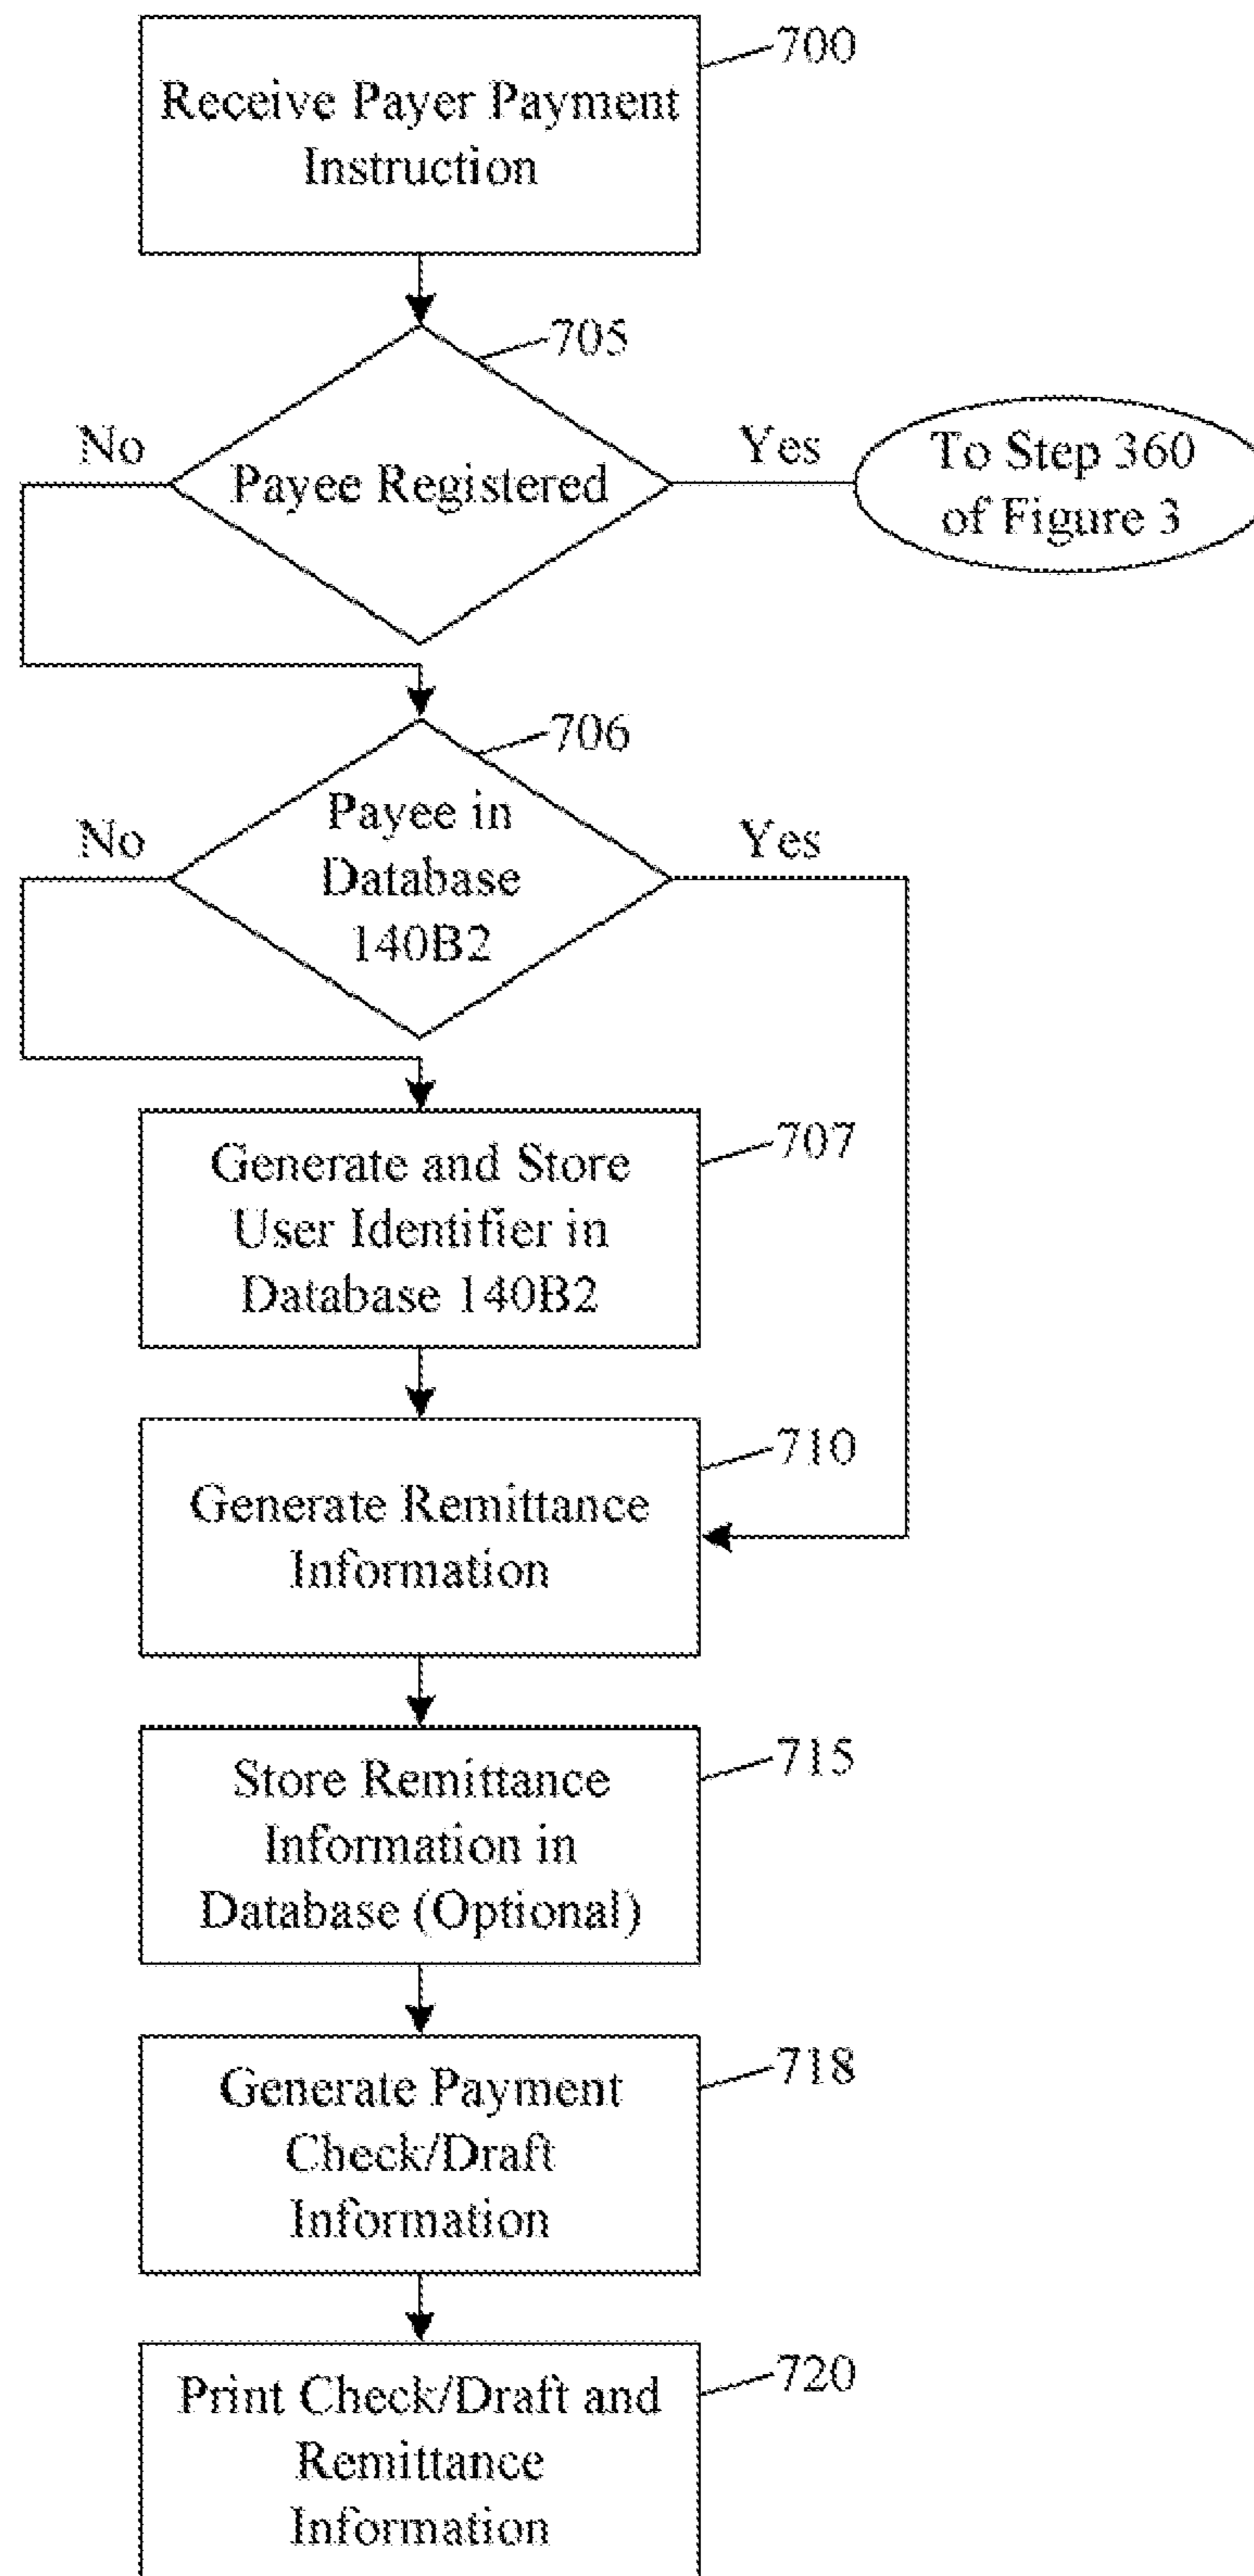 700
Receive Payer Payment
Instruction
705
No
Payee Registered
Yes
To Step 360
of Figure 3
706
No
Payee in
Database
140B2
Yes
707
Generate and Store
User Identifier in
Database 140B2
710
Generate Remittance
Information
715
Store Remittance
Information in
Database (Optional)
718
Generate Payment
Check/Draft
Information
720
Print Check/Draft and
Remittance
Information